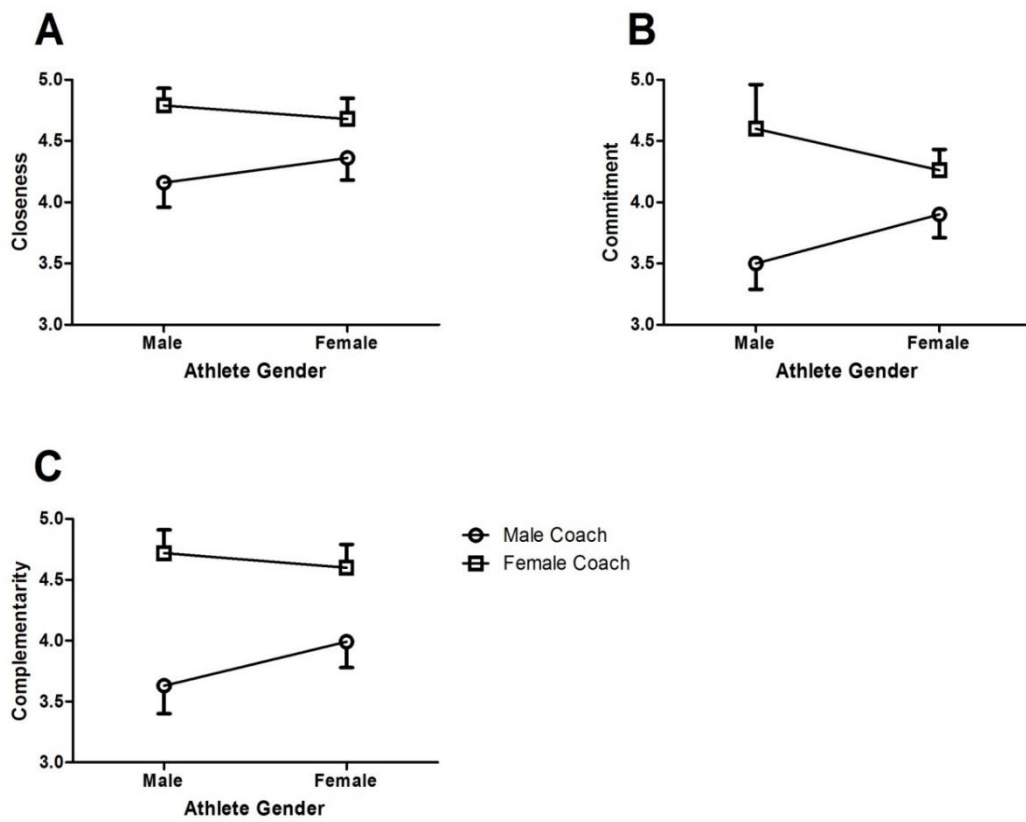 A
5.0
4.5
4.0
3.5
3.0
Closeness
Male Female
Athlete Gender
B
5.0
4.5
4.0
3.5
3.0
Commitment
Male Female
Athlete Gender
C
5.0
4.5
4.0
3.5
3.0
Complementarity
Male Female
Athlete Gender
Male Coach
Female Coach